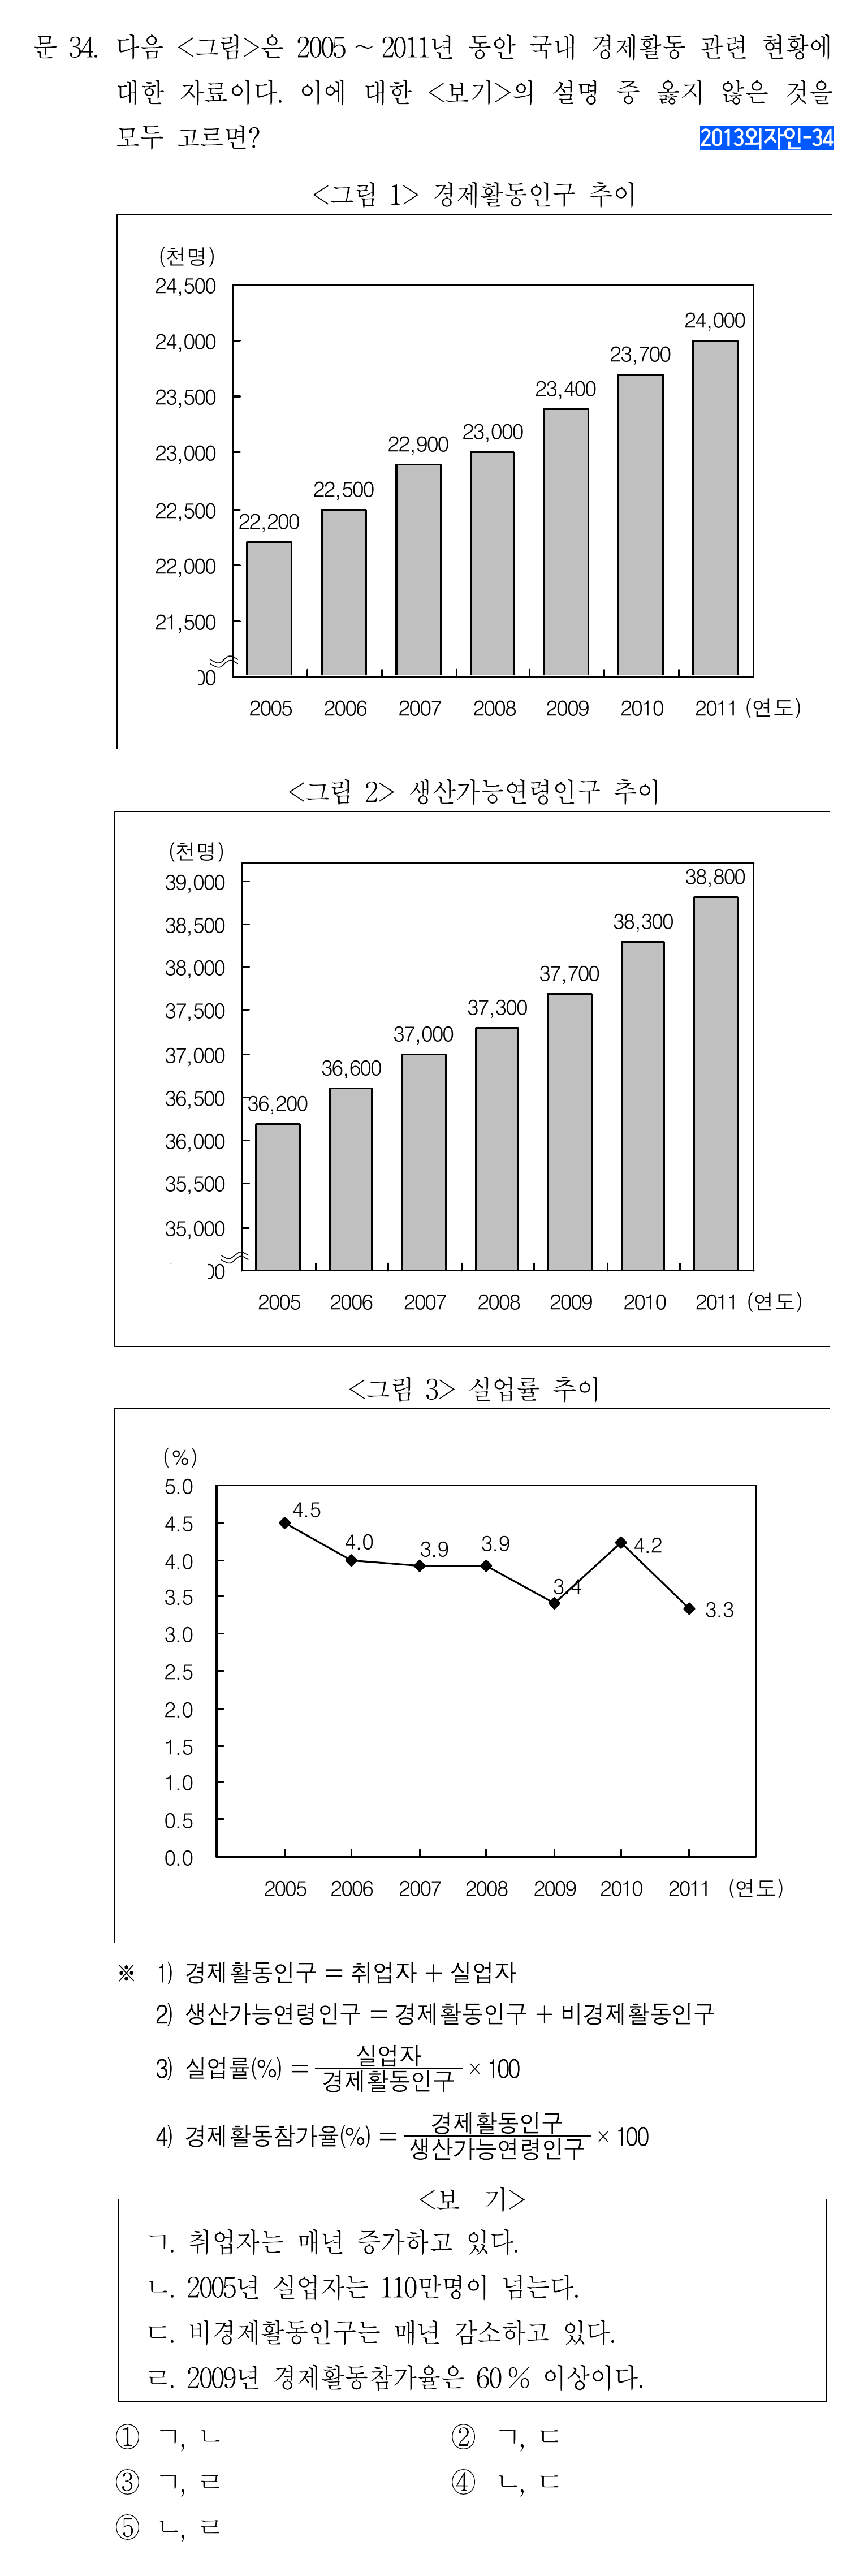 문 34. 다음 <그림>은 2005 ~ 2011년 동안 국내 경제활동 관련 현황에
대한 자료이다. 이에 대한 <보기>의 설명 중 옳지 않은 것을
모두 고르면?
2013외자인-34
<그림 1> 경제활동인구 추이
(천명)
24,500
24,000
23,500
23,000
22,500
22,000
21,500
00
22,200
22,500
22,900
23,000
23,400
23,700
24,000
2005 2006 2007 2008 2009 2010 2011 (연도)
<그림 2> 생산가능연령인구 추이
(천명)
39,000
38,500
38,000
37,500
37,000
36,500
36,000
35,500
35,000
00
36,200
36,600
37,000
37,300
37,700
38,300
38,800
2005 2006 2007 2008 2009 2010 2011 (연도)
<그림 3> 실업률 추이
(%)
5.0
4.5
4.0
3.5
3.0
2.5
2.0
1.5
1.0
0.5
0.0
4.5
4.0
3.9
3.9
3.4
4.2
3.3
2005 2006 2007 2008 2009 2010 2011 (연도)
※ 1) 경제활동인구 = 취업자 + 실업자
2) 생산가능연령인구 = 경제활동인구 + 비경제활동인구
3) 실업률(%) = 실업자 / 경제활동인구 × 100
4) 경제활동참가율(%) = 경제활동인구 / 생산가능연령인구 × 100
<보 기>
ㄱ. 취업자는 매년 증가하고 있다.
ㄴ. 2005년 실업자는 110만명이 넘는다.
ㄷ. 비경제활동인구는 매년 감소하고 있다.
ㄹ. 2009년 경제활동참가율은 60% 이상이다.
① ㄱ, ㄴ ② ㄱ, ㄷ
③ ㄱ, ㄹ ④ ㄴ, ㄷ
⑤ ㄴ, ㄹ